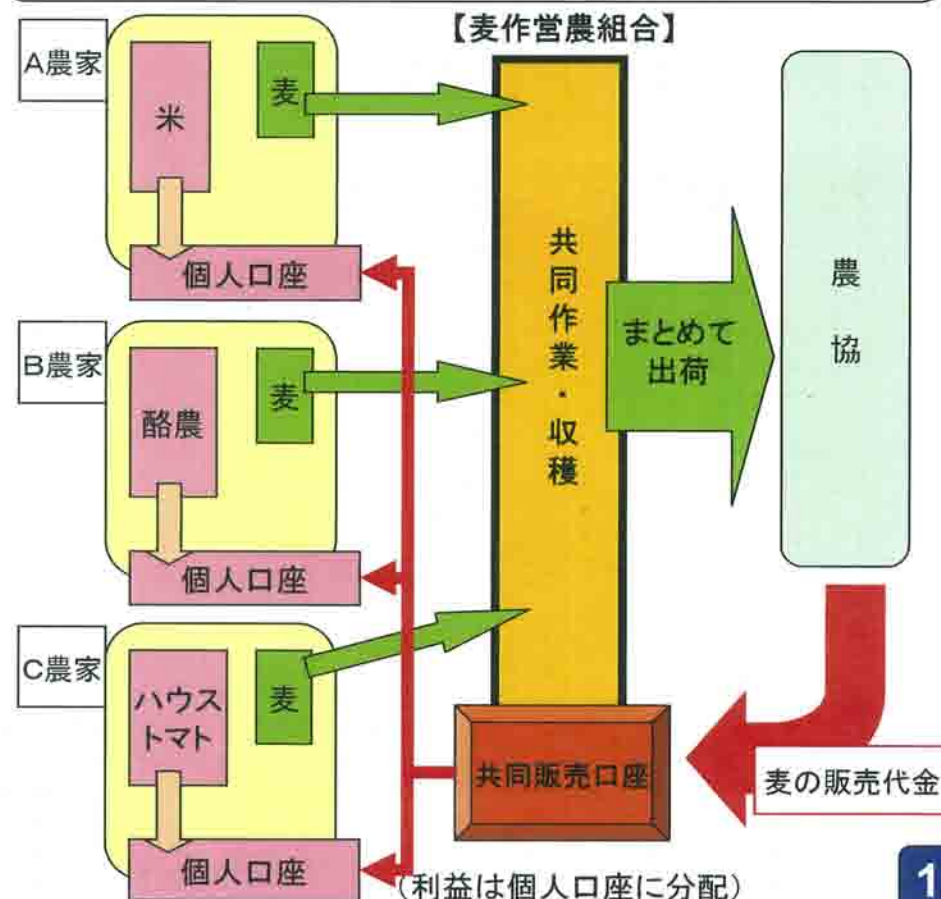 【麦作営農組合】
A農家
米
麦
個人口座
B農家
酪農
麦
個人口座
C農家
ハウス
トマト
麦
個人口座
共同作業・収穫
まとめて
出荷
農協
共同販売口座
麦の販売代金
(利益は個人口座に分配)
1